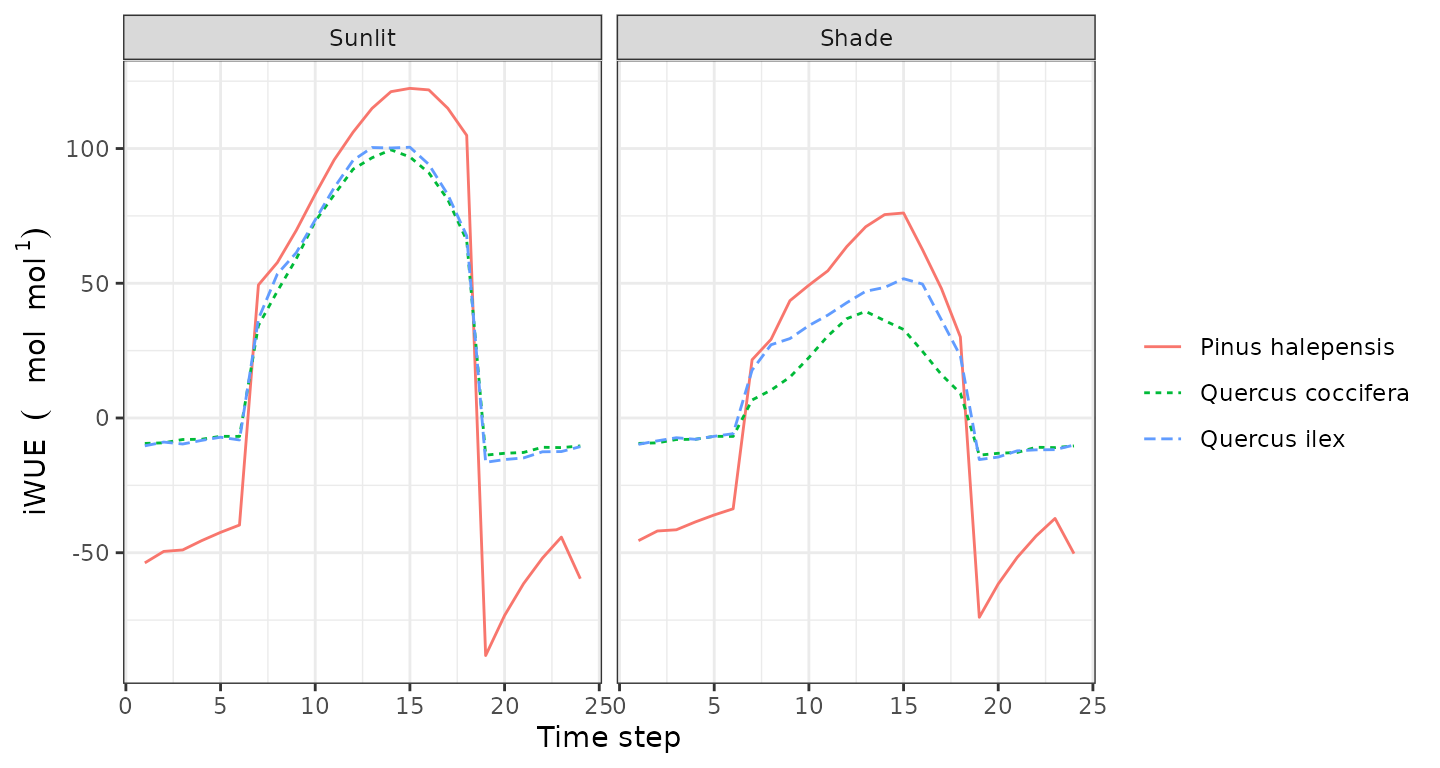 Sunlit
Shade
iWUE ( mol mol¹)
100
50
0
-50
0 5 10 15 20 25
0 5 10 15 20 25
Time step
Pinus halepensis
Quercus coccifera
Quercus ilex